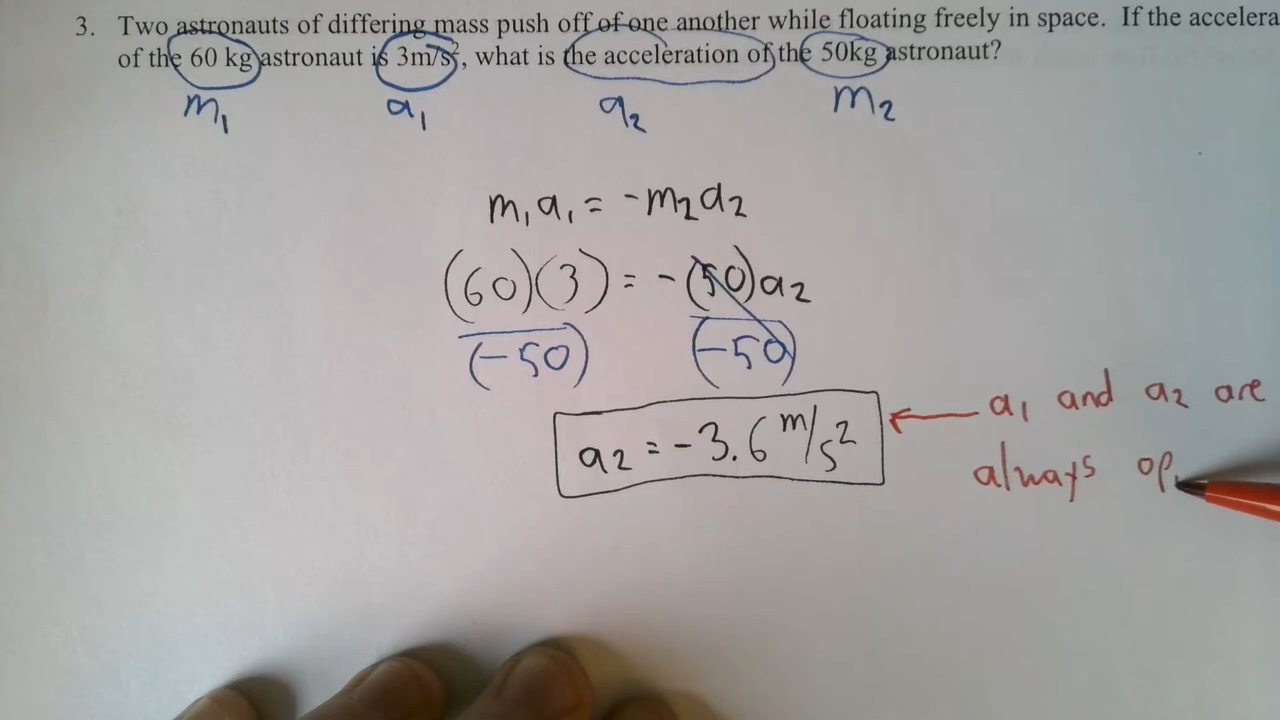 3. Two astronauts of differing mass push off of one another while floating freely in space. If the accelera
of the 60 kg astronaut is 3m/s², what is the acceleration of the 50kg astronaut?
m₁ a₁ a₂ m₂
m₁a₁ = -m₂a₂
(60)(3) = -(50)a₂
(-50) (-50)
a₂ = -3.6 m/s²
a₁ and a₂ are
always op